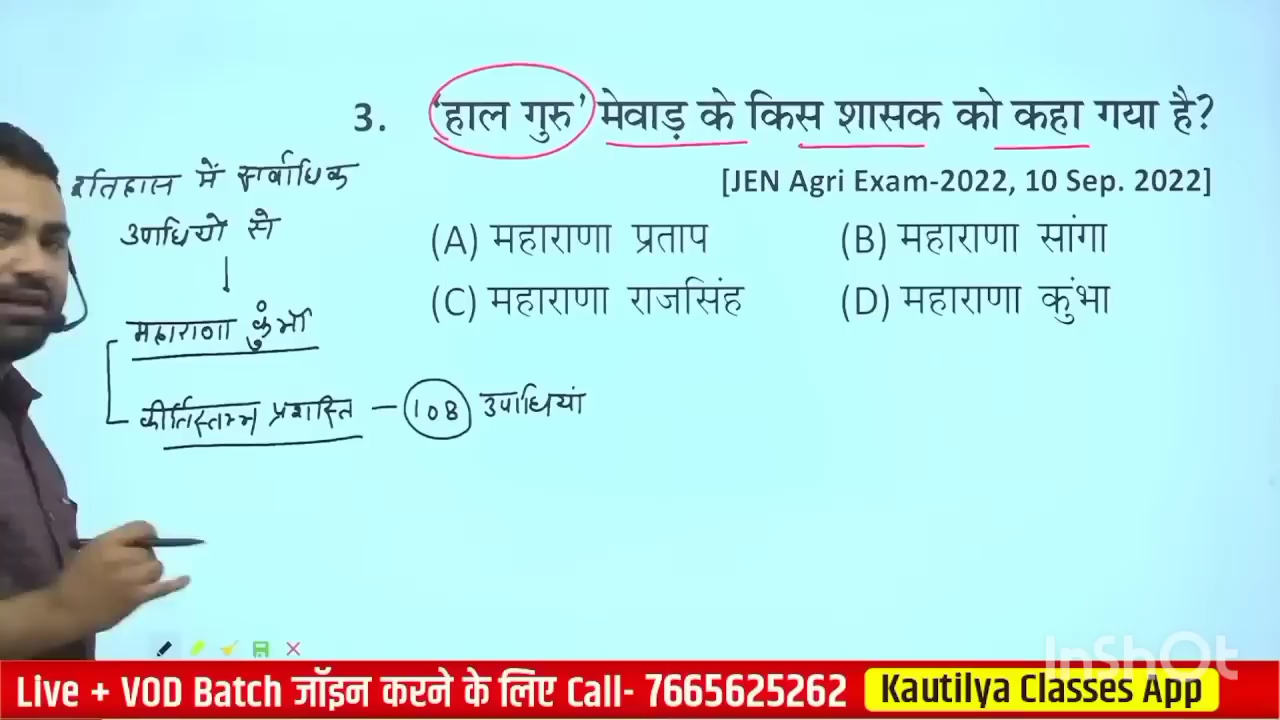 3. 'हाल गुरु' मेवाड़ के किस शासक को कहा गया है?
[JEN Agri Exam-2022, 10 Sep. 2022]
(A) महाराणा प्रताप (B) महाराणा सांगा
(C) महाराणा राजसिंह (D) महाराणा कुंभा
इतिहास में सर्वाधिक
उपाधियो से
महाराणा कुंभा
कीर्तिस्तम्भ प्रशस्ति – 108 उपाधियां
InShOt
Live + VOD Batch जॉइन करने के लिए Call- 7665625262 Kautilya Classes App